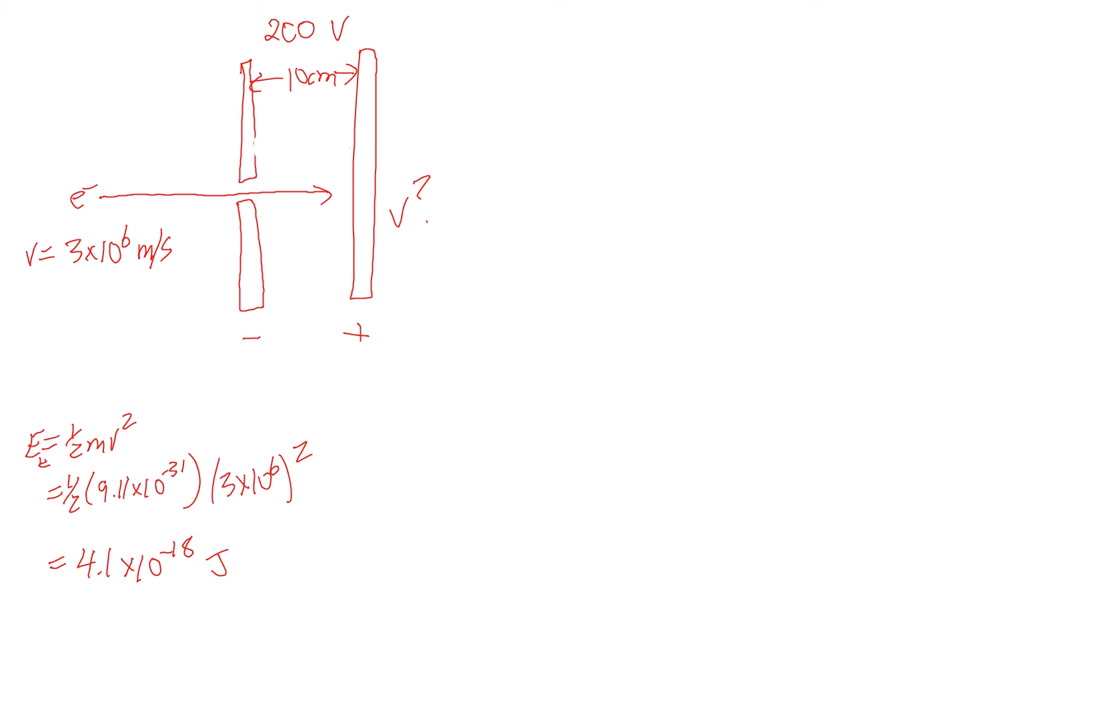 200 V
10cm
e⁻
v = 3x10⁶ m/s
v?
- +
Eₖ = ½mv²
= ½(9.11x10⁻³¹)(3x10⁶)²
= 4.1x10⁻¹⁸ J